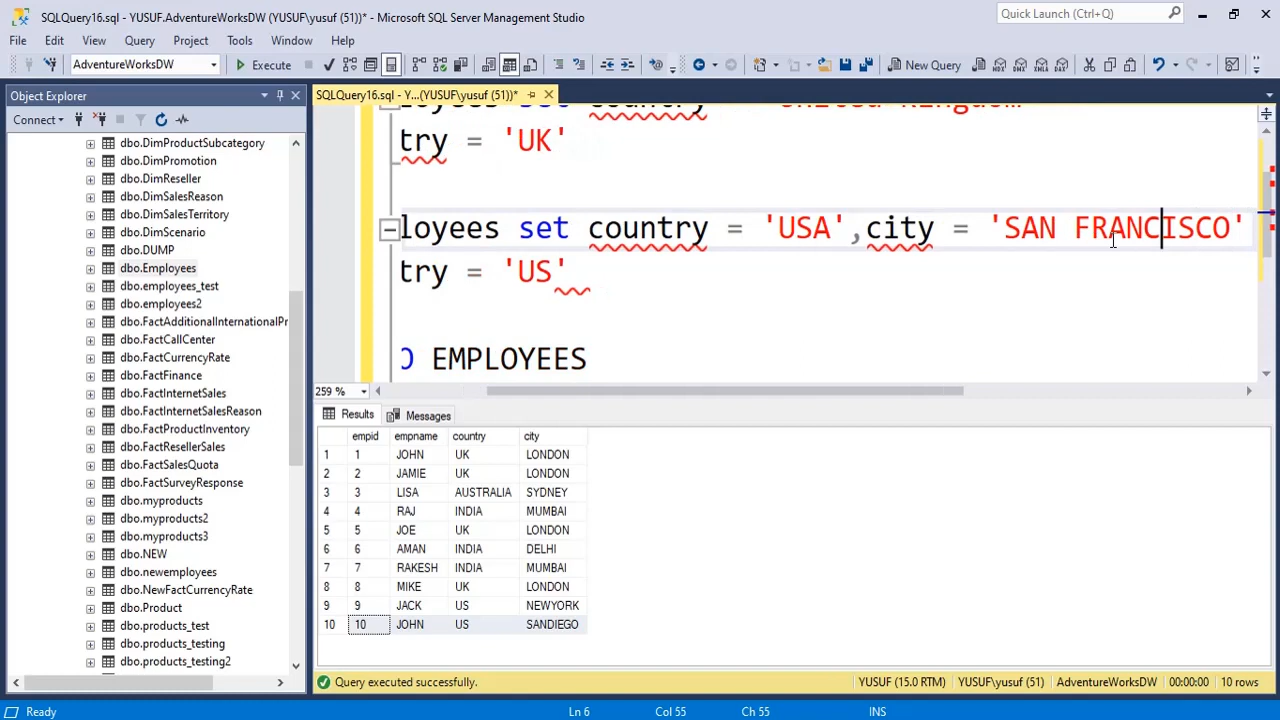 SQLQuery16.sql - YUSUF.AdventureWorksDW (YUSUF\yusuf (51))* - Microsoft SQL Server Management Studio
Quick Launch (Ctrl+Q)
File Edit View Query Project Tools Window Help
AdventureWorksDW Execute New Query
Object Explorer
SQLQuery16.sql - Y...(YUSUF\yusuf (51))*
Connect
dbo.DimProductSubcategory
dbo.DimPromotion
dbo.DimReseller
dbo.DimSalesReason
dbo.DimSalesTerritory
dbo.DimScenario
dbo.DUMP
dbo.Employees
dbo.employees_test
dbo.employees2
dbo.FactAdditionalInternationalPr
dbo.FactCallCenter
dbo.FactCurrencyRate
dbo.FactFinance
dbo.FactInternetSales
dbo.FactInternetSalesReason
dbo.FactProductInventory
dbo.FactResellerSales
dbo.FactSalesQuota
dbo.FactSurveyResponse
dbo.myproducts
dbo.myproducts2
dbo.myproducts3
dbo.NEW
dbo.newemployees
dbo.NewFactCurrencyRate
dbo.Product
dbo.products_test
dbo.products_testing
dbo.products_testing2
loyees set country = 'United Kingdom'
try = 'UK'
loyees set country = 'USA',city = 'SAN FRANCISCO'
try = 'US'
O EMPLOYEES
259 %
Results Messages
empid empname country city
1 1 JOHN UK LONDON
2 2 JAMIE UK LONDON
3 3 LISA AUSTRALIA SYDNEY
4 4 RAJ INDIA MUMBAI
5 5 JOE UK LONDON
6 6 AMAN INDIA DELHI
7 7 RAKESH INDIA MUMBAI
8 8 MIKE UK LONDON
9 9 JACK US NEWYORK
10 10 JOHN US SANDIEGO
Query executed successfully. YUSUF (15.0 RTM) YUSUF\yusuf (51) AdventureWorksDW 00:00:00 10 rows
Ready Ln 6 Col 55 Ch 55 INS